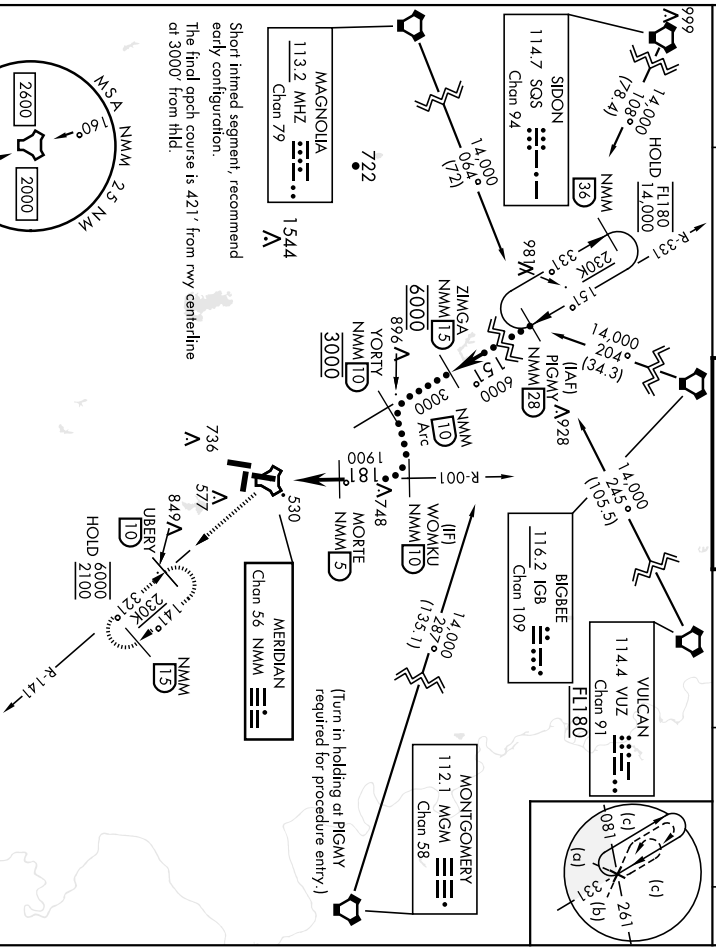 999
14,000
108°
(78.4)
SIDON
114.7 SQS
Chan 94
MAGNOLIA
113.2 MHZ
Chan 79
14,000
064°
(72)
HOLD
FL180
14,000
NMM
36
R-331
331°
230K
151°
981
722
1544
Short intmed segment, recommend
early configuration.
The final apch course is 421' from rwy centerline
at 3000' from thld.
MSA NMM 25 NM
160°
2600
2000
14,000
204°
(34.3)
(IAF)
PIGMY
NMM 28
928
ZIMGA
NMM 15
6000
151°
6000
3000
NMM
10
Arc
896
YORTY
NMM 10
3000
14,000
245°
(105.5)
BIGBEE
116.2 IGB
Chan 109
VULCAN
114.4 VUZ
Chan 91
FL180
081
261
331
(a)
(b)
(c)
(c)
R-001
(IF)
WOMKU
NMM 10
1900
181°
748
MORTE
NMM 5
530
736
577
849
UBERY
10
HOLD 6000
2100
321°
230K
141°
NMM
15
R-141
MERIDIAN
Chan 56 NMM
14,000
287°
(135.1)
MONTGOMERY
112.1 MGM
Chan 58
(Turn in holding at PIGMY
required for procedure entry.)